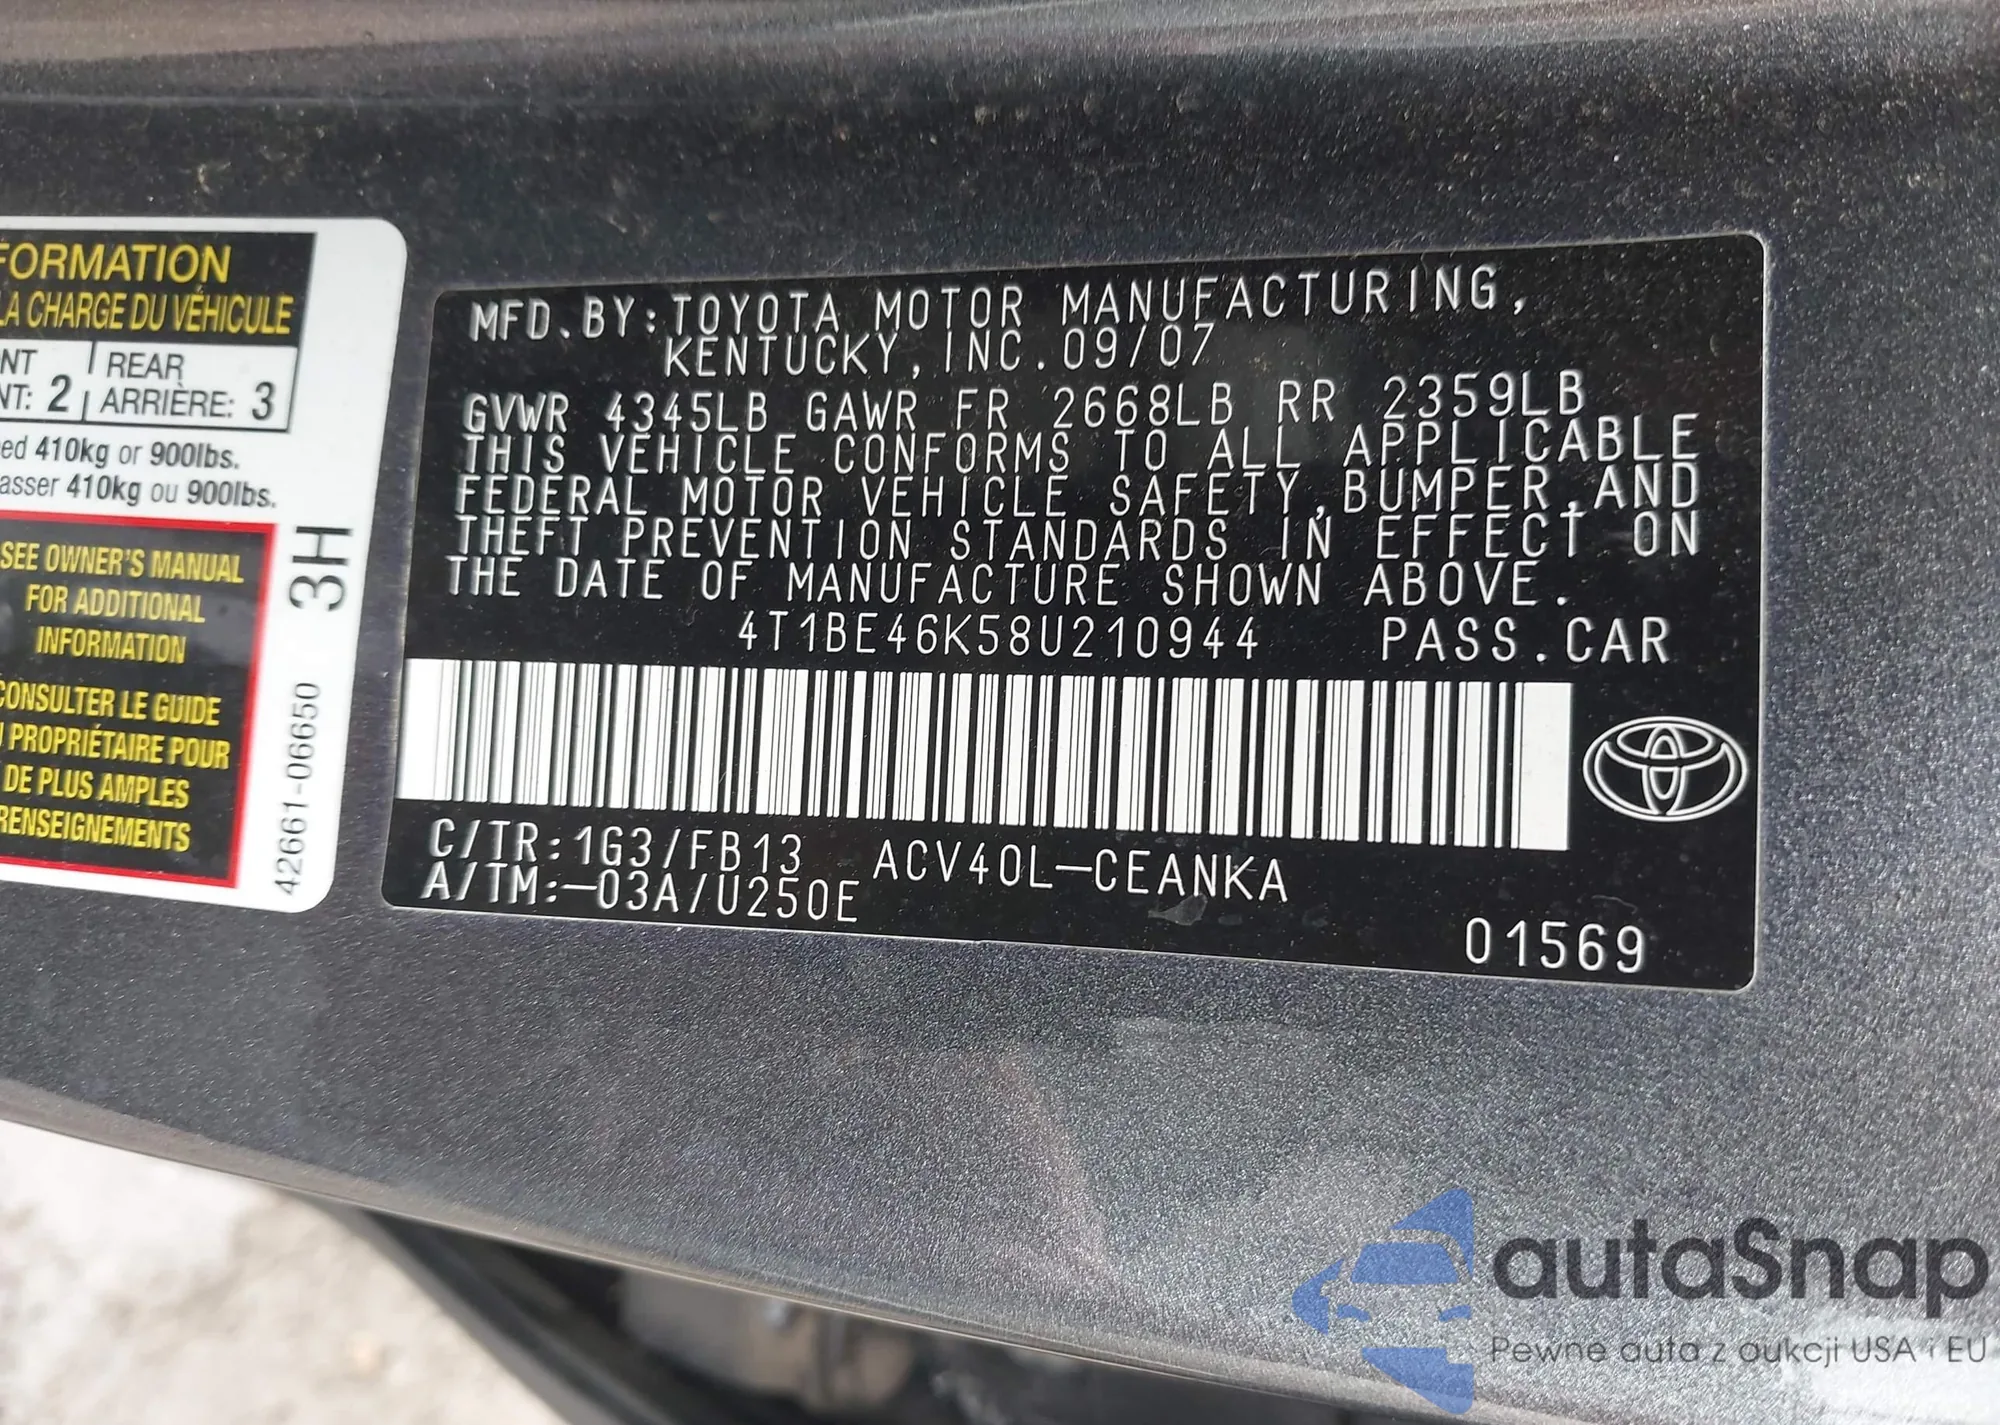 FORMATION
LA CHARGE DU VÉHICULE
NT REAR
NT: 2 ARRIÈRE: 3
ed 410kg or 900lbs.
asser 410kg ou 900lbs.
SEE OWNER'S MANUAL
FOR ADDITIONAL
INFORMATION
CONSULTER LE GUIDE
U PROPRIÉTAIRE POUR
DE PLUS AMPLES
RENSEIGNEMENTS
3H
42661-06650
MFD.BY:TOYOTA MOTOR MANUFACTURING,
KENTUCKY,INC.09/07
GVWR 4345LB GAWR FR 2668LB RR 2359LB
THIS VEHICLE CONFORMS TO ALL APPLICABLE
FEDERAL MOTOR VEHICLE SAFETY,BUMPER,AND
THEFT PREVENTION STANDARDS IN EFFECT ON
THE DATE OF MANUFACTURE SHOWN ABOVE.
4T1BE46K58U210944 PASS.CAR
C/TR:1G3/FB13 ACV40L-CEANKA
A/TM:-03A/U250E
01569
autaSnap
Pewne auta z aukcji USA i EU